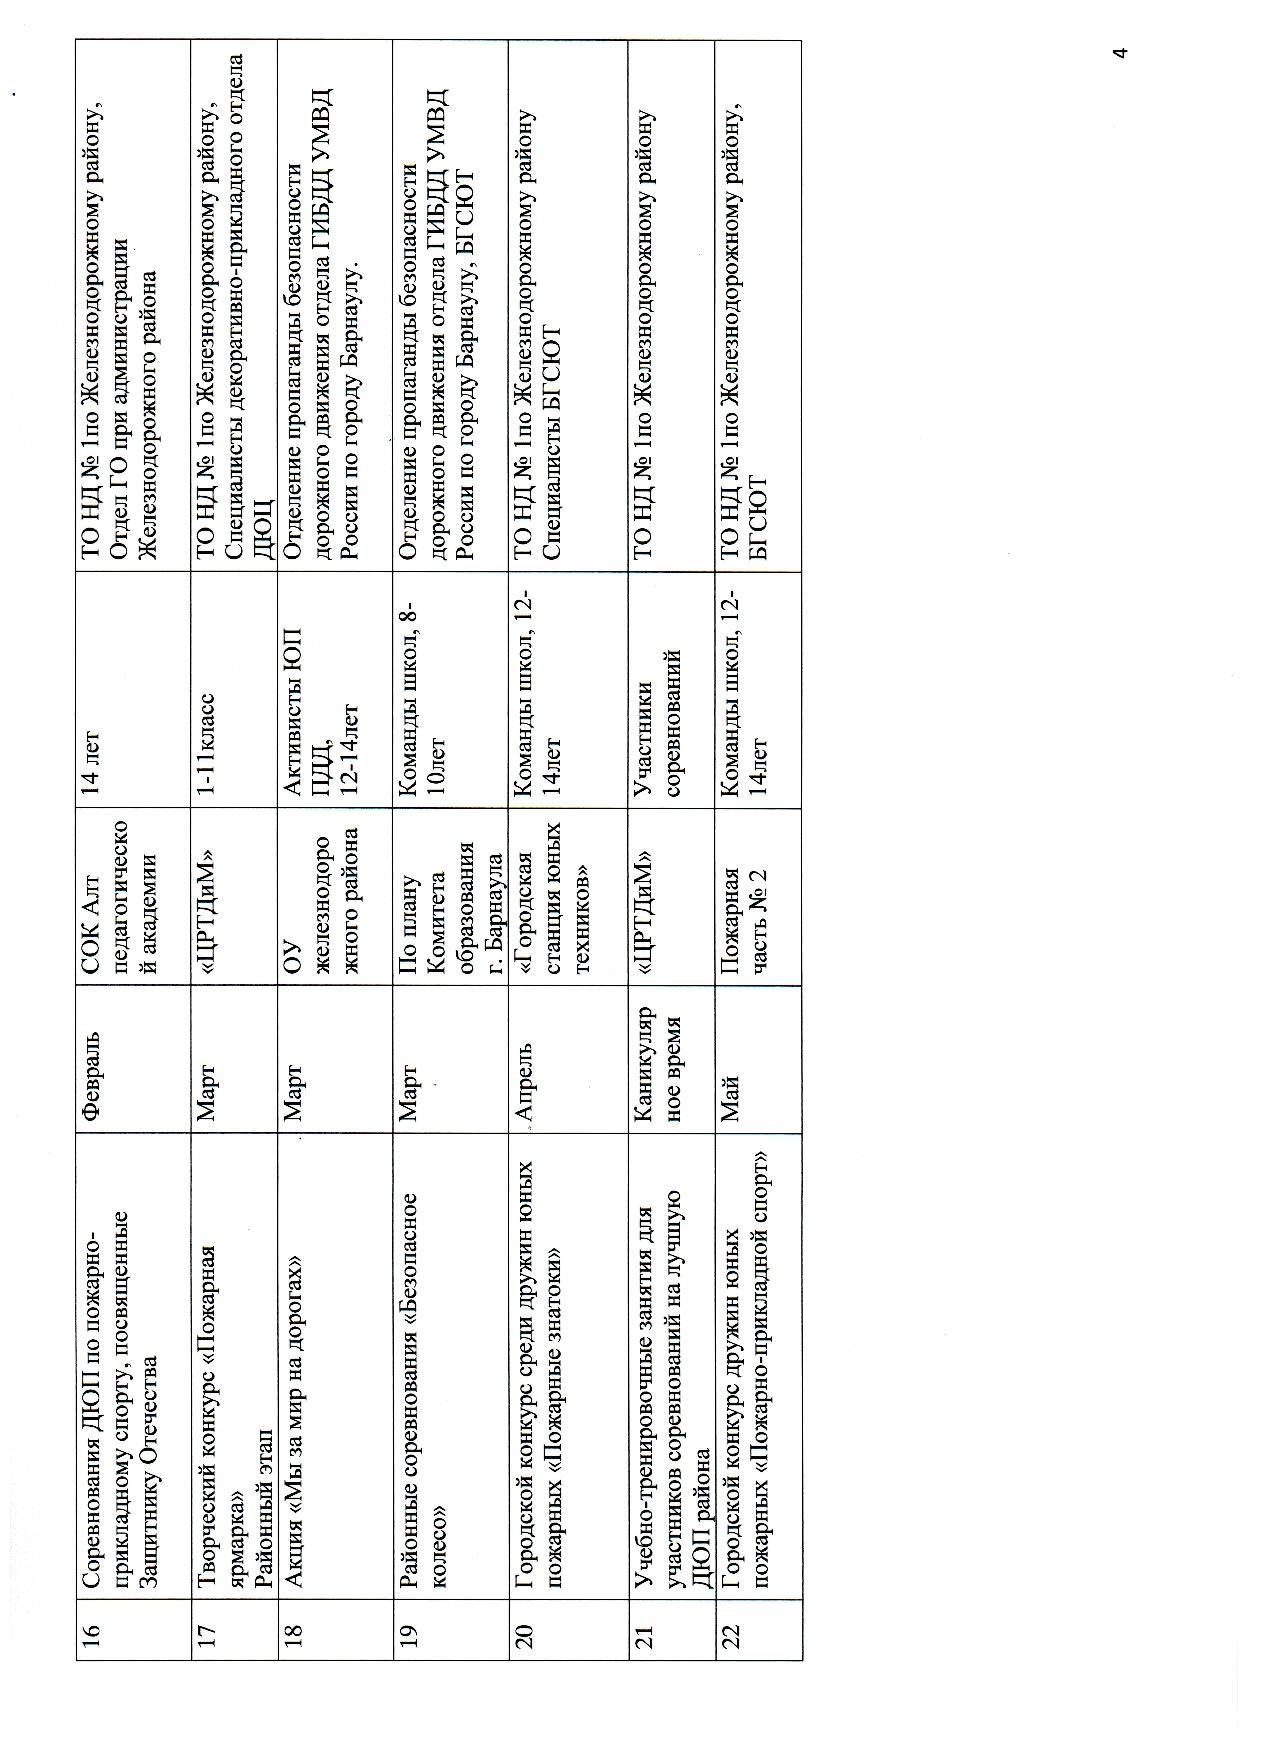 16
Соревнования ДЮП по пожарно-
прикладному спорту, посвященные
Защитнику Отечества
Февраль
СОК Алт
педагогическо
й академии
14 лет
ТО НД № 1по Железнодорожному району,
Отдел ГО при администрации
Железнодорожного района
17
Творческий конкурс «Пожарная
ярмарка»
Районный этап
Март
«ЦРТДиМ»
1-11класс
ТО НД № 1по Железнодорожному району,
Специалисты декоративно-прикладного отдела
ДЮЦ
18
Акция «Мы за мир на дорогах»
Март
ОУ
железнодоро
жного района
Активисты ЮП
ПДД,
12-14лет
Отделение пропаганды безопасности
дорожного движения отдела ГИБДД УМВД
России по городу Барнаулу.
19
Районные соревнования «Безопасное
колесо»
Март
По плану
Комитета
образования
г. Барнаула
Команды школ, 8-
10лет
Отделение пропаганды безопасности
дорожного движения отдела ГИБДД УМВД
России по городу Барнаулу, БГСЮТ
20
Городской конкурс среди дружин юных
пожарных «Пожарные знатоки»
Апрель
«Городская
станция юных
техников»
Команды школ, 12-
14лет
ТО НД № 1по Железнодорожному району
Специалисты БГСЮТ
21
Учебно-тренировочные занятия для
участников соревнований на лучшую
ДЮП района
Каникуляр
ное время
«ЦРТДиМ»
Участники
соревнований
ТО НД № 1по Железнодорожному району
22
Городской конкурс дружин юных
пожарных «Пожарно-прикладной спорт»
Май
Пожарная
часть № 2
Команды школ, 12-
14лет
ТО НД № 1по Железнодорожному району,
БГСЮТ
4